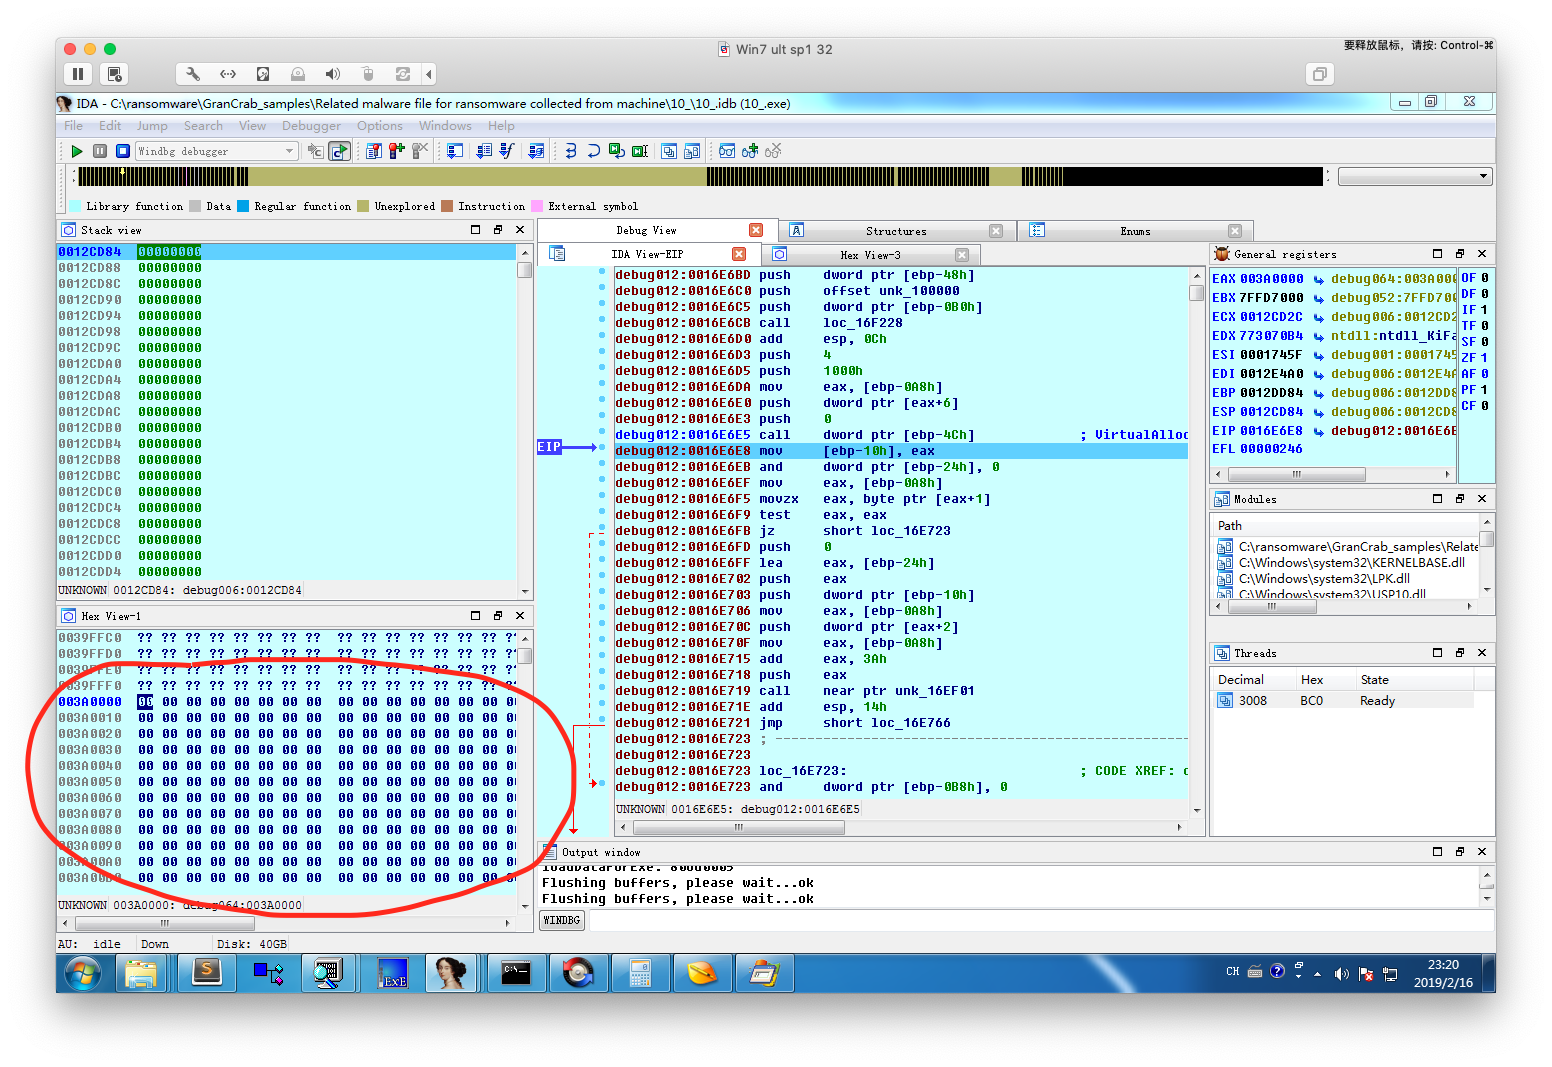 Win7 ult sp1 32
要释放鼠标，请按: Control-⌘
IDA - C:\ransomware\GranCrab_samples\Related malware file for ransomware collected from machine\10_\10_.idb (10_.exe)
File Edit Jump Search View Debugger Options Windows Help
Windbg debugger
Library function Data Regular function Unexplored Instruction External symbol
Stack view
0012CD84 00000000
0012CD88 00000000
0012CD8C 00000000
0012CD90 00000000
0012CD94 00000000
0012CD98 00000000
0012CD9C 00000000
0012CDA0 00000000
0012CDA4 00000000
0012CDA8 00000000
0012CDAC 00000000
0012CDB0 00000000
0012CDB4 00000000
0012CDB8 00000000
0012CDBC 00000000
0012CDC0 00000000
0012CDC4 00000000
0012CDC8 00000000
0012CDCC 00000000
0012CDD0 00000000
0012CDD4 00000000
UNKNOWN 0012CD84: debug006:0012CD84
Hex View-1
0039FFC0 ?? ?? ?? ?? ?? ?? ?? ?? ?? ?? ?? ?? ?? ?? ??
0039FFD0 ?? ?? ?? ?? ?? ?? ?? ?? ?? ?? ?? ?? ?? ?? ??
0039FFE0 ?? ?? ?? ?? ?? ?? ?? ?? ?? ?? ?? ?? ?? ?? ??
0039FFF0 ?? ?? ?? ?? ?? ?? ?? ?? ?? ?? ?? ?? ?? ?? ??
003A0000 00 00 00 00 00 00 00 00 00 00 00 00 00 00 00
003A0010 00 00 00 00 00 00 00 00 00 00 00 00 00 00 00
003A0020 00 00 00 00 00 00 00 00 00 00 00 00 00 00 00
003A0030 00 00 00 00 00 00 00 00 00 00 00 00 00 00 00
003A0040 00 00 00 00 00 00 00 00 00 00 00 00 00 00 00
003A0050 00 00 00 00 00 00 00 00 00 00 00 00 00 00 00
003A0060 00 00 00 00 00 00 00 00 00 00 00 00 00 00 00
003A0070 00 00 00 00 00 00 00 00 00 00 00 00 00 00 00
003A0080 00 00 00 00 00 00 00 00 00 00 00 00 00 00 00
003A0090 00 00 00 00 00 00 00 00 00 00 00 00 00 00 00
003A00A0 00 00 00 00 00 00 00 00 00 00 00 00 00 00 00
003A00B0 00 00 00 00 00 00 00 00 00 00 00 00 00 00 00
UNKNOWN 003A0000: debug064:003A0000
Debug View Structures Enums
IDA View-EIP Hex View-3
debug012:0016E6BD push dword ptr [ebp-48h]
debug012:0016E6C0 push offset unk_100000
debug012:0016E6C5 push dword ptr [ebp-0B0h]
debug012:0016E6CB call loc_16F228
debug012:0016E6D0 add esp, 0Ch
debug012:0016E6D3 push 4
debug012:0016E6D5 push 1000h
debug012:0016E6DA mov eax, [ebp-0A8h]
debug012:0016E6E0 push dword ptr [eax+6]
debug012:0016E6E3 push 0
debug012:0016E6E5 call dword ptr [ebp-4Ch] ; VirtualAlloc
EIP debug012:0016E6E8 mov [ebp-10h], eax
debug012:0016E6EB and dword ptr [ebp-24h], 0
debug012:0016E6EF mov eax, [ebp-0A8h]
debug012:0016E6F5 movzx eax, byte ptr [eax+1]
debug012:0016E6F9 test eax, eax
debug012:0016E6FB jz short loc_16E723
debug012:0016E6FD push 0
debug012:0016E6FF lea eax, [ebp-24h]
debug012:0016E702 push eax
debug012:0016E703 push dword ptr [ebp-10h]
debug012:0016E706 mov eax, [ebp-0A8h]
debug012:0016E70C push dword ptr [eax+2]
debug012:0016E70F mov eax, [ebp-0A8h]
debug012:0016E715 add eax, 3Ah
debug012:0016E718 push eax
debug012:0016E719 call near ptr unk_16EF01
debug012:0016E71E add esp, 14h
debug012:0016E721 jmp short loc_16E766
debug012:0016E723 ; ---------------------------------------------
debug012:0016E723
debug012:0016E723 loc_16E723: ; CODE XREF: 
debug012:0016E723 and dword ptr [ebp-0B8h], 0
UNKNOWN 0016E6E5: debug012:0016E6E5
General registers
EAX 003A0000 debug064:003A00
EBX 7FFD7000 debug052:7FFD70
ECX 0012CD2C debug006:0012CD2
EDX 773070B4 ntdll:ntdll_KiFa
ESI 0001745F debug001:0001745
EDI 0012E4A0 debug006:0012E4A
EBP 0012DD84 debug006:0012DD8
ESP 0012CD84 debug006:0012CD8
EIP 0016E6E8 debug012:0016E6E
EFL 00000246
OF 0
DF 0
IF 1
TF 0
SF 0
ZF 1
AF 0
PF 1
CF 0
Modules
Path
C:\ransomware\GranCrab_samples\Relate
C:\Windows\system32\KERNELBASE.dll
C:\Windows\system32\LPK.dll
C:\Windows\system32\USP10.dll
Threads
Decimal Hex State
3008 BC0 Ready
Output window
Flushing buffers, please wait...ok
Flushing buffers, please wait...ok
WINDBG
AU: idle Down Disk: 40GB
ExE
CH
23:20
2019/2/16